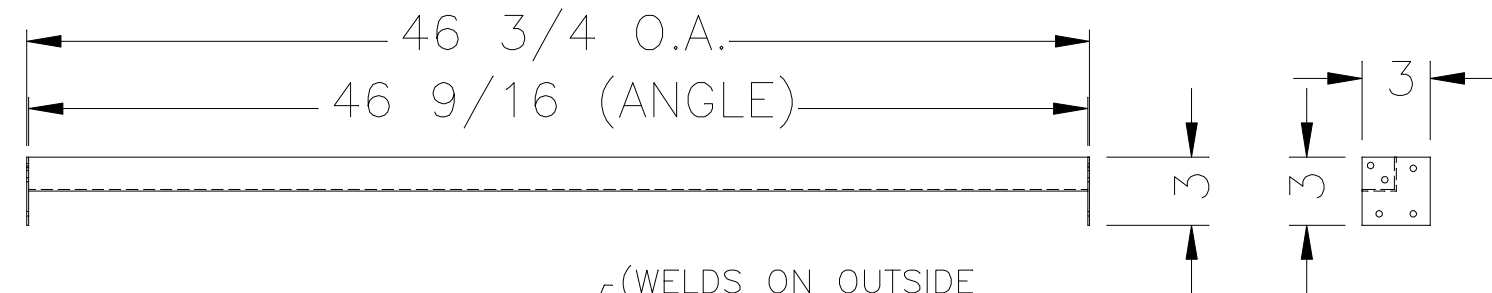 46 3/4 O.A.
46 9/16 (ANGLE)
3
3
3
(WELDS ON OUTSIDE